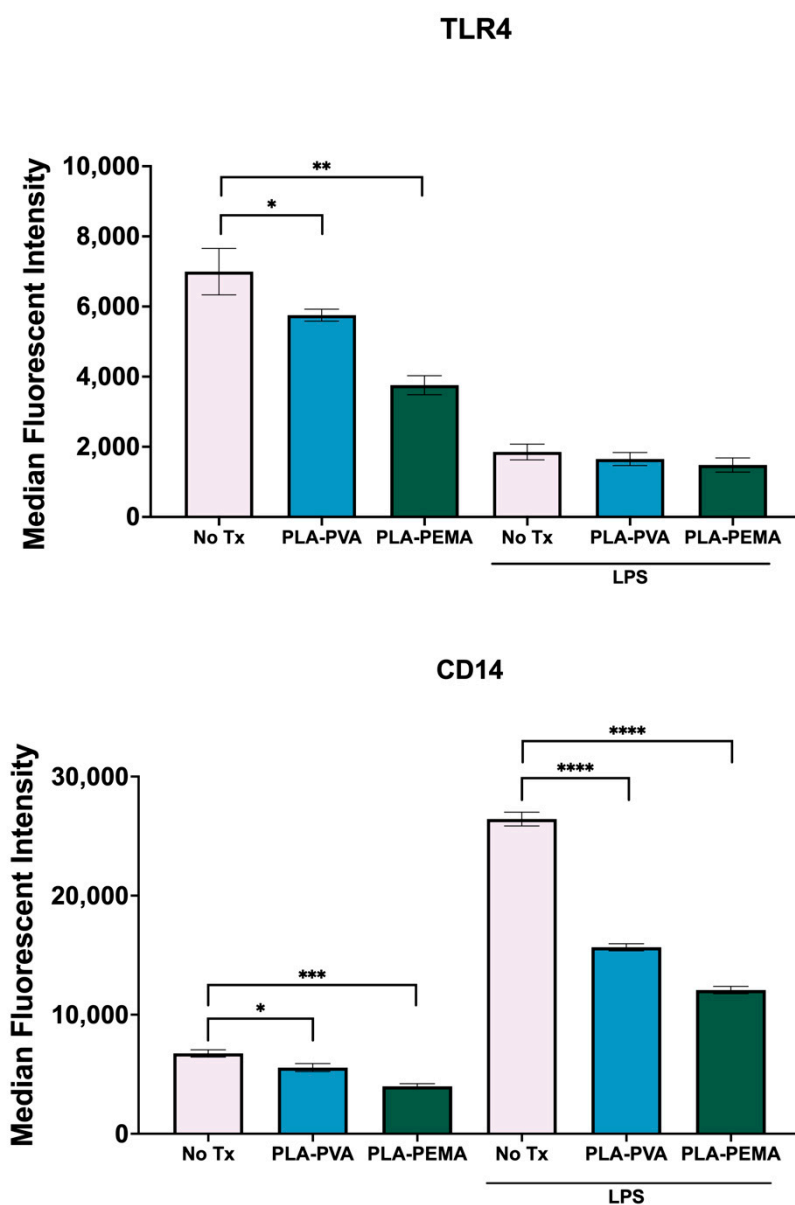 TLR4
Median Fluorescent Intensity
10,000
8,000
6,000
4,000
2,000
0
**
*
No Tx PLA-PVA PLA-PEMA No Tx PLA-PVA PLA-PEMA
LPS
CD14
Median Fluorescent Intensity
30,000
20,000
10,000
0
****
****
***
*
No Tx PLA-PVA PLA-PEMA No Tx PLA-PVA PLA-PEMA
LPS